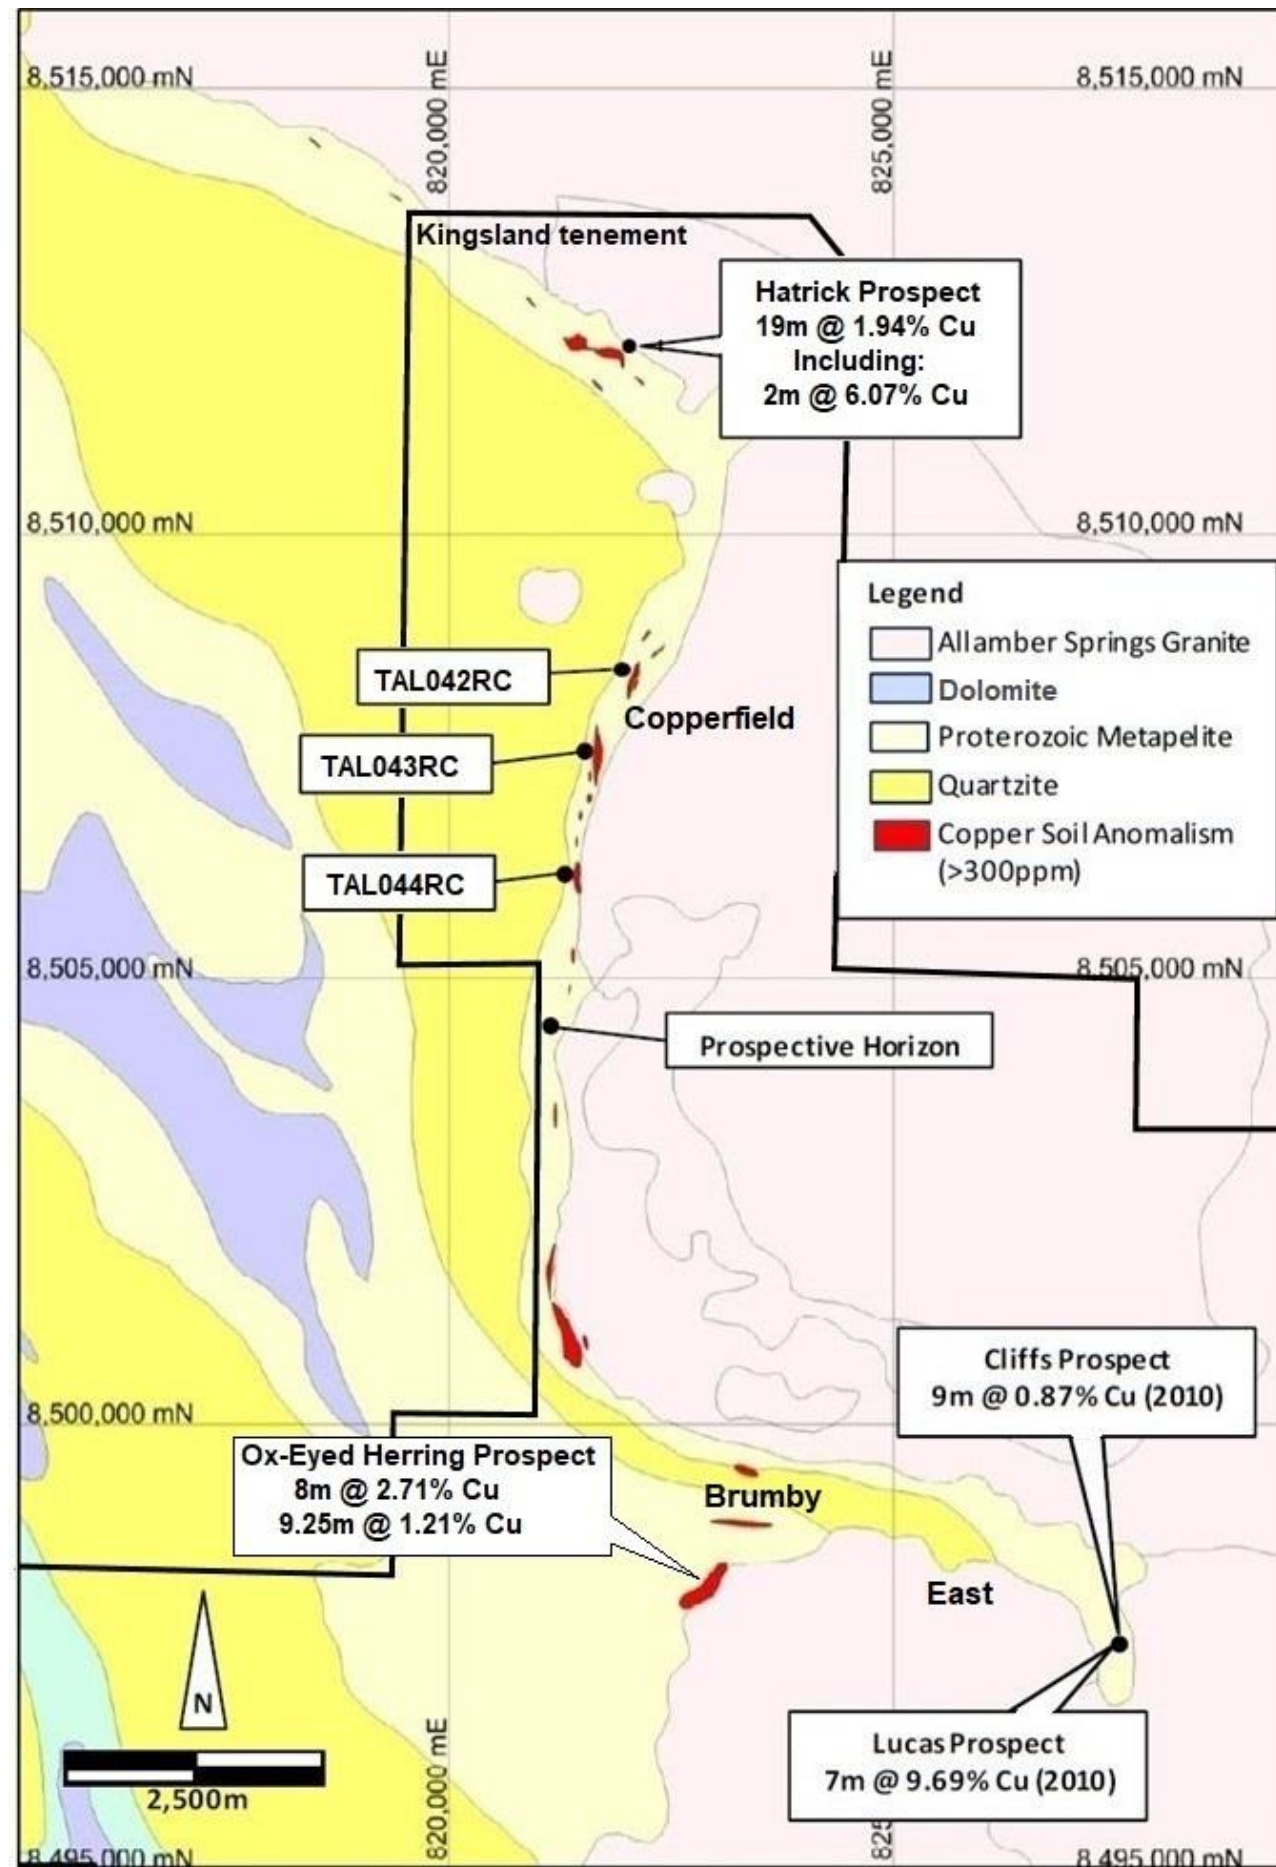 8,515,000 mN
820,000 mE
825,000 mE
8,515,000 mN
Kingsland tenement
Hatrick Prospect
19m @ 1.94% Cu
Including:
2m @ 6.07% Cu
8,510,000 mN
8,510,000 mN
Legend
Allamber Springs Granite
Dolomite
Proterozoic Metapelite
Quartzite
Copper Soil Anomalism
(>300ppm)
TAL042RC
Copperfield
TAL043RC
TAL044RC
8,505,000 mN
8,505,000 mN
Prospective Horizon
Cliffs Prospect
9m @ 0.87% Cu (2010)
8,500,000 mN
Ox-Eyed Herring Prospect
8m @ 2.71% Cu
9.25m @ 1.21% Cu
Brumby
East
N
2,500m
820,000 mE
Lucas Prospect
7m @ 9.69% Cu (2010)
825
8,495,000 mN
8,495,000 mN